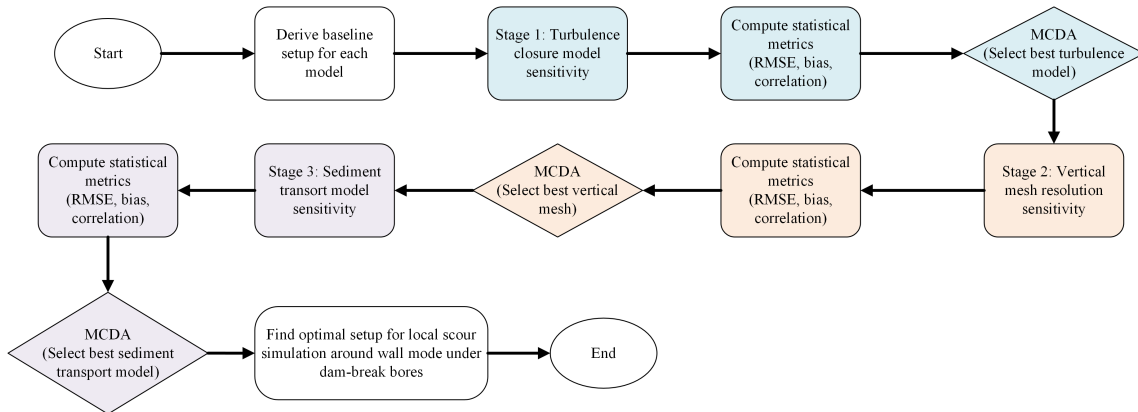 Start
Derive baseline
setup for each
model
Stage 1: Turbulence
closure model
sensitivity
Compute statistical
metrics
(RMSE, bias,
correlation)
MCDA
(Select best turbulence
model)
Stage 2: Vertical
mesh resolution
sensitivity
Compute statistical
metrics
(RMSE, bias,
correlation)
MCDA
(Select best vertical
mesh)
Stage 3: Sediment
transort model
sensitivity
Compute statistical
metrics
(RMSE, bias,
correlation)
MCDA
(Select best sediment
transport model)
Find optimal setup for local scour
simulation around wall mode under
dam-break bores
End